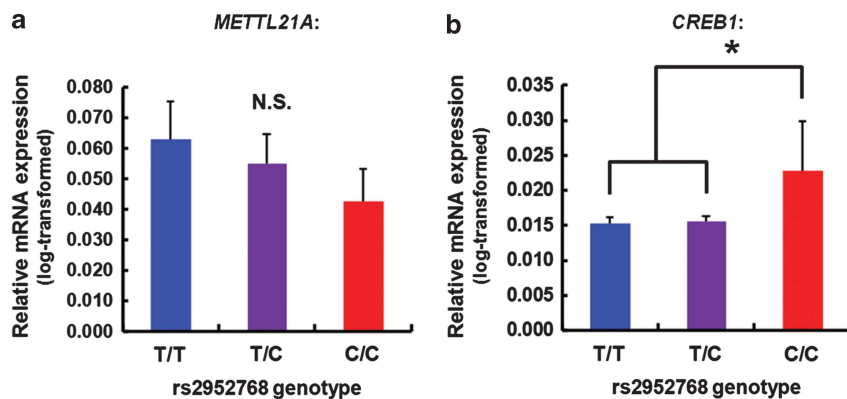 a
METTL21A:
Relative mRNA expression
(log-transformed)
0.080
0.070
0.060
0.050
0.040
0.030
0.020
0.010
0.000
N.S.
T/T T/C C/C
rs2952768 genotype
b
CREB1:
Relative mRNA expression
(log-transformed)
0.035
0.030
0.025
0.020
0.015
0.010
0.005
0.000
*
T/T T/C C/C
rs2952768 genotype